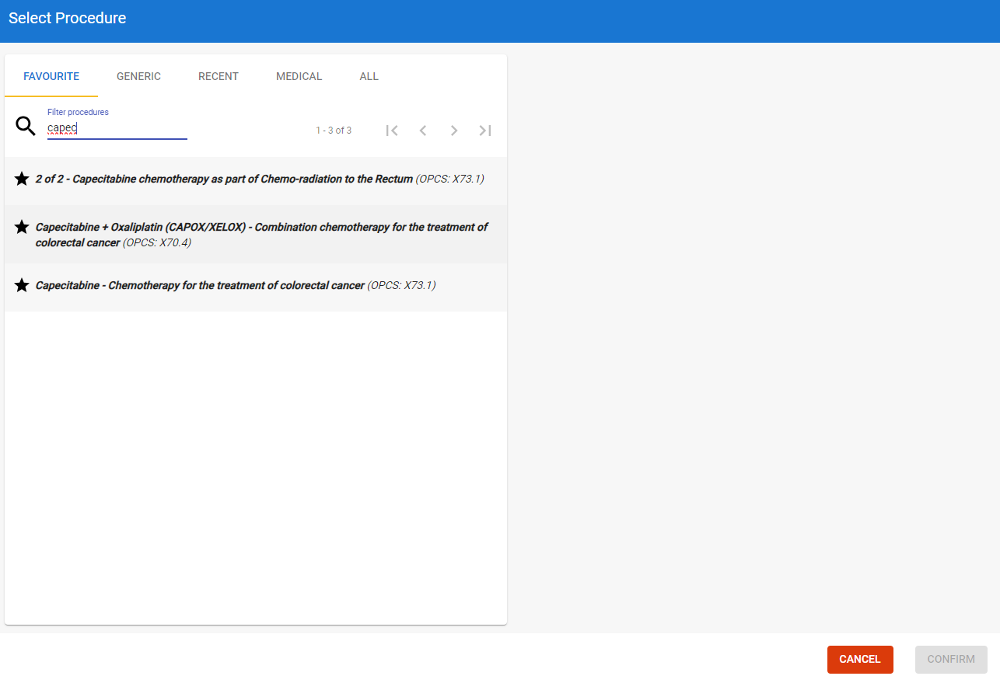 Select Procedure
FAVOURITE GENERIC RECENT MEDICAL ALL
Filter procedures
capec
1 - 3 of 3
2 of 2 - Capecitabine chemotherapy as part of Chemo-radiation to the Rectum (OPCS: X73.1)
Capecitabine + Oxaliplatin (CAPOX/XELOX) - Combination chemotherapy for the treatment of
colorectal cancer (OPCS: X70.4)
Capecitabine - Chemotherapy for the treatment of colorectal cancer (OPCS: X73.1)
CANCEL CONFIRM